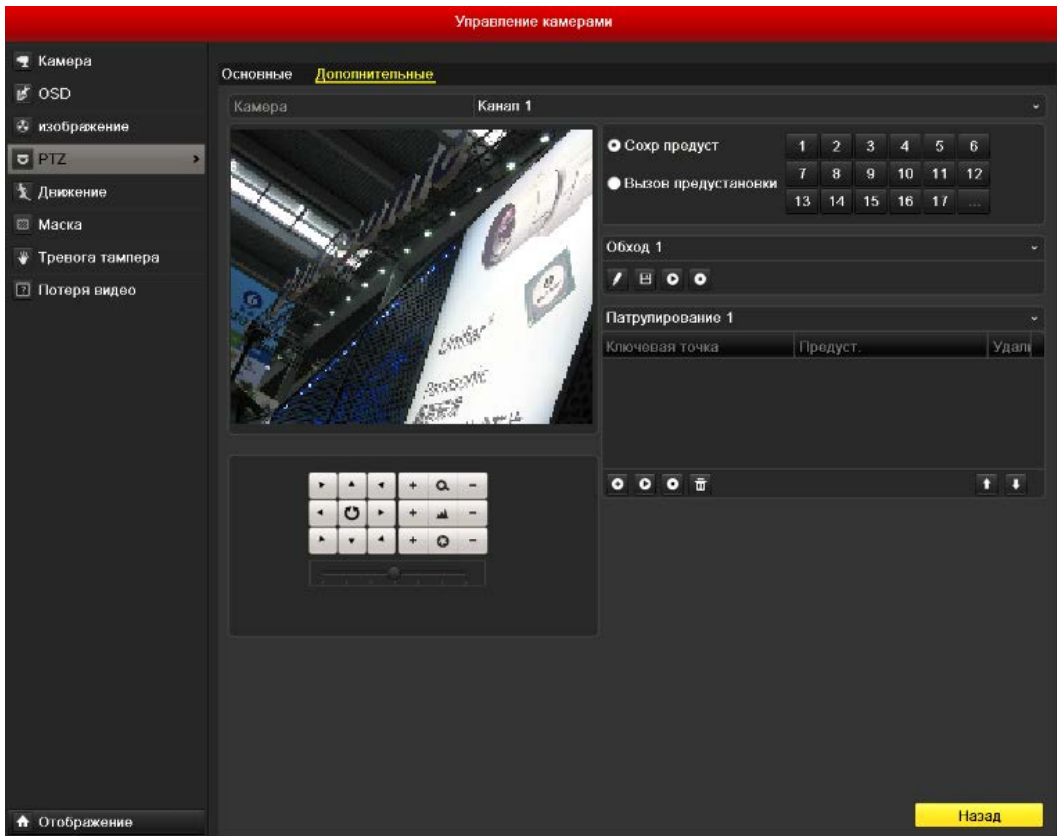 Управление камерами
Камера
OSD
изображение
PTZ
Движение
Маска
Тревога тампера
Потеря видео
Отображение
Основные Дополнительные
Камера Канал 1
Panasonic
Сохр предуст
Вызов предустановки
1 2 3 4 5 6
7 8 9 10 11 12
13 14 15 16 17 ...
Обход 1
Патрулирование 1
Ключевая точка Предуст. Удали
+ -
+ -
+ -
Назад